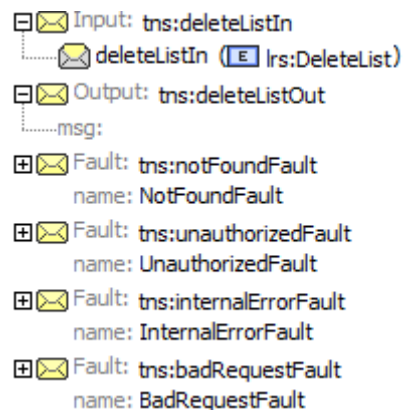 Input: tns:deleteListIn
deleteListIn (E lrs:DeleteList)
Output: tns:deleteListOut
msg:
Fault: tns:notFoundFault
name: NotFoundFault
Fault: tns:unauthorizedFault
name: UnauthorizedFault
Fault: tns:internalErrorFault
name: InternalErrorFault
Fault: tns:badRequestFault
name: BadRequestFault